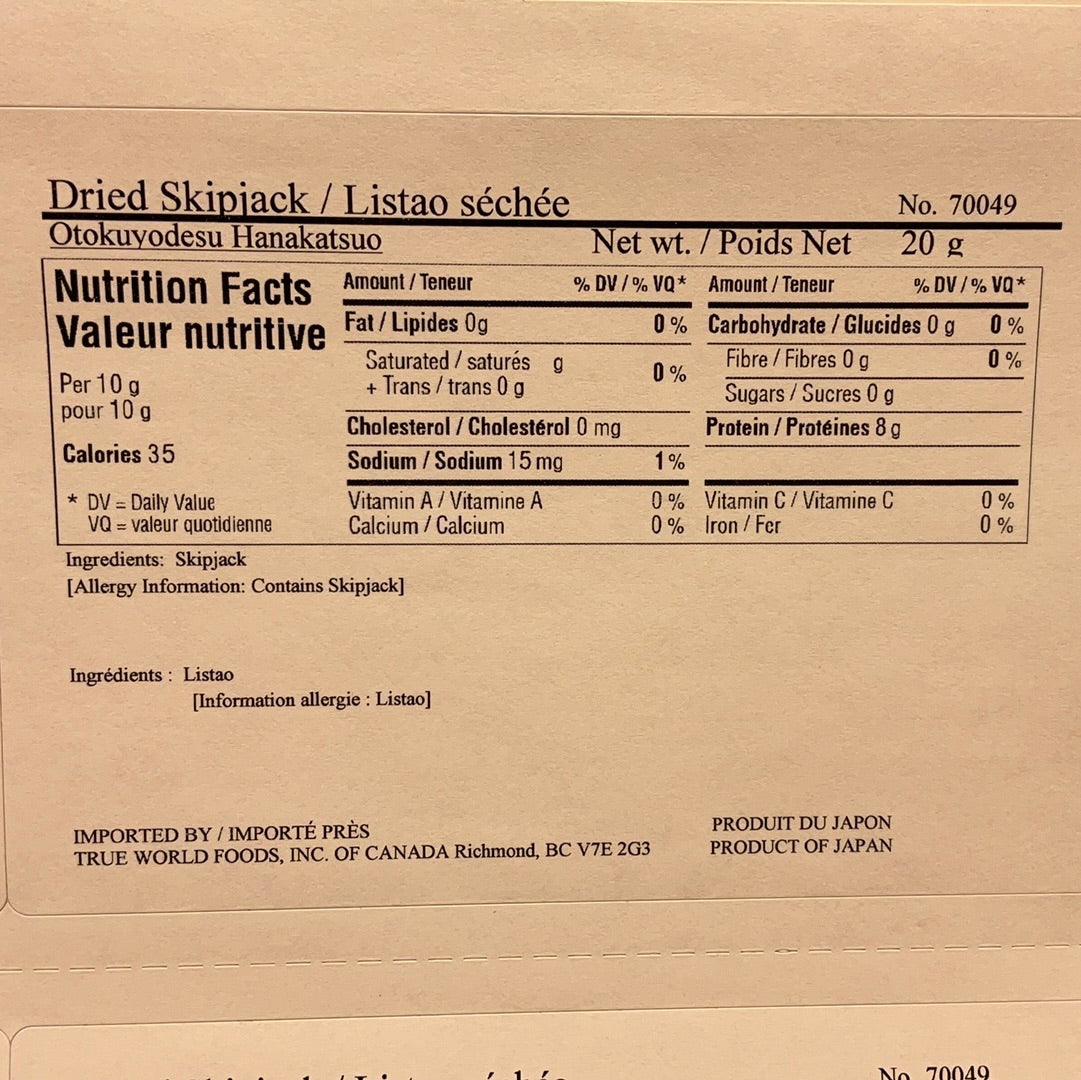 Dried Skipjack / Listao séchée No. 70049
Otokuyodesu Hanakatsuo Net wt. / Poids Net 20 g
Nutrition Facts
Valeur nutritive
Per 10 g
pour 10 g
Calories 35
* DV = Daily Value
VQ = valeur quotidienne
Amount / Teneur % DV / % VQ*
Fat / Lipides 0g 0 %
Saturated / saturés g
+ Trans / trans 0 g 0 %
Cholesterol / Cholestérol 0 mg
Sodium / Sodium 15 mg 1 %
Vitamin A / Vitamine A 0 %
Calcium / Calcium 0 %
Amount / Teneur % DV / % VQ*
Carbohydrate / Glucides 0 g 0 %
Fibre / Fibres 0 g 0 %
Sugars / Sucres 0 g
Protein / Protéines 8 g
Vitamin C / Vitamine C 0 %
Iron / Fer 0 %
Ingredients: Skipjack
[Allergy Information: Contains Skipjack]
Ingrédients : Listao
[Information allergie : Listao]
IMPORTED BY / IMPORTÉ PRÈS
TRUE WORLD FOODS, INC. OF CANADA Richmond, BC V7E 2G3
PRODUIT DU JAPON
PRODUCT OF JAPAN
No. 70049